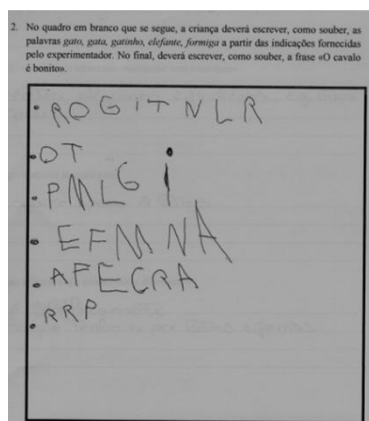 2. No quadro em branco que se segue, a criança deverá escrever, como souber, as
palavras gato, gata, gatinho, elefante, formiga a partir das indicações fornecidas
pelo experimentador. No final, deverá escrever, como souber, a frase «O cavalo
é bonito».
• ROGITNLR
• OT
• PMLGi
• EFMNA
• AFECRA
• RRP